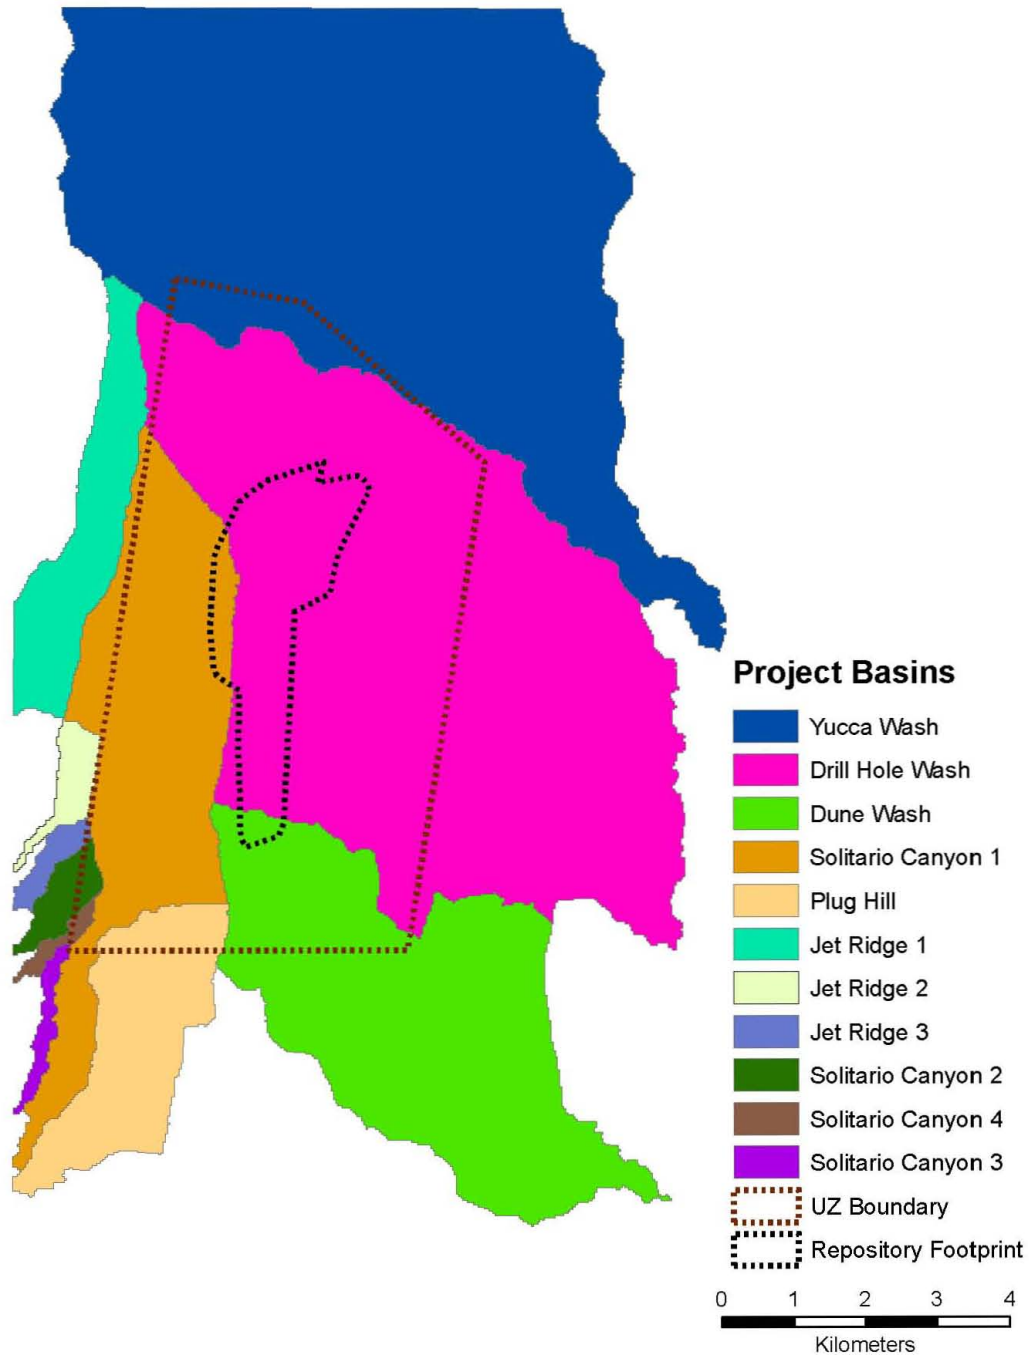 Project Basins
Yucca Wash
Drill Hole Wash
Dune Wash
Solitario Canyon 1
Plug Hill
Jet Ridge 1
Jet Ridge 2
Jet Ridge 3
Solitario Canyon 2
Solitario Canyon 4
Solitario Canyon 3
UZ Boundary
Repository Footprint
0 1 2 3 4
Kilometers